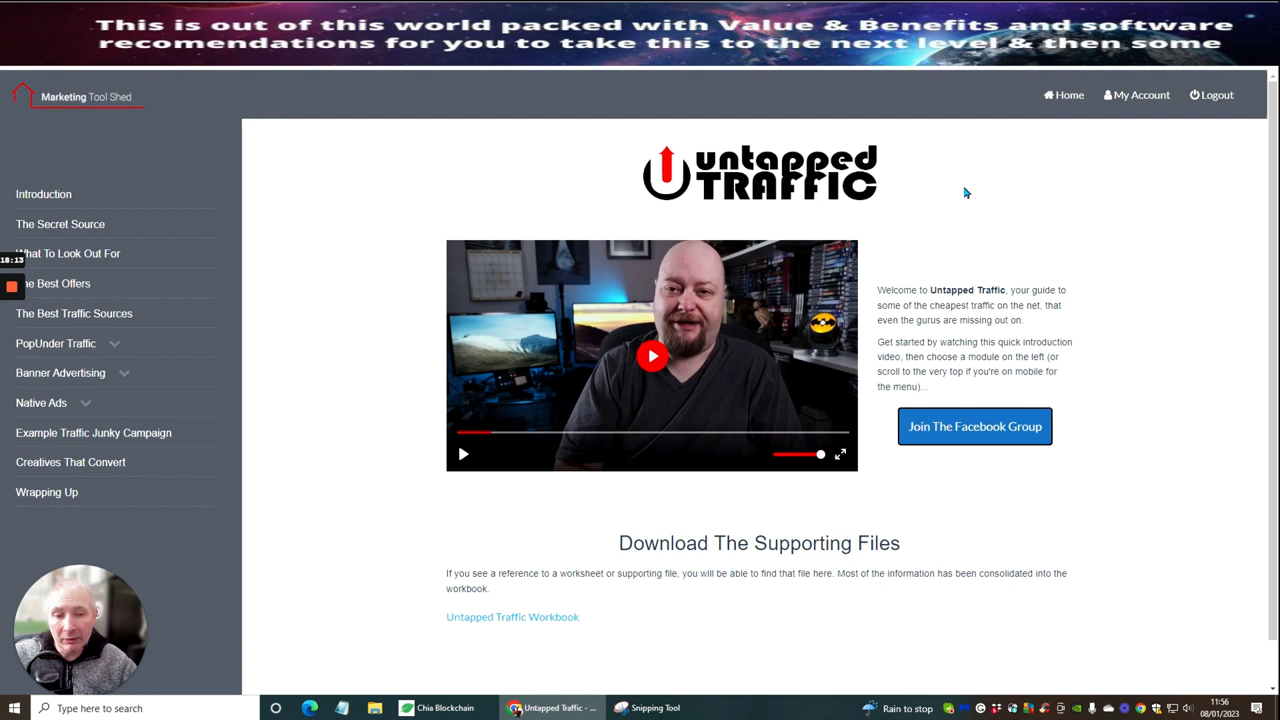 This is out of this world packed with Value & Benefits and software
recomendations for you to take this to the next level & then some
Marketing Tool Shed
Home
My Account
Logout
Introduction
The Secret Source
What To Look Out For
18:13
The Best Offers
The Best Traffic Sources
PopUnder Traffic
Banner Advertising
Native Ads
Example Traffic Junky Campaign
Creatives That Convert
Wrapping Up
untapped
TRAFFIC
Welcome to Untapped Traffic, your guide to
some of the cheapest traffic on the net, that
even the gurus are missing out on.
Get started by watching this quick introduction
video, then choose a module on the left (or
scroll to the very top if you're on mobile for
the menu)...
Join The Facebook Group
Download The Supporting Files
If you see a reference to a worksheet or supporting file, you will be able to find that file here. Most of the information has been consolidated into the
workbook.
Untapped Traffic Workbook
Type here to search
Chia Blockchain
Untapped Traffic - ...
Snipping Tool
Rain to stop
11:56
08/01/2023